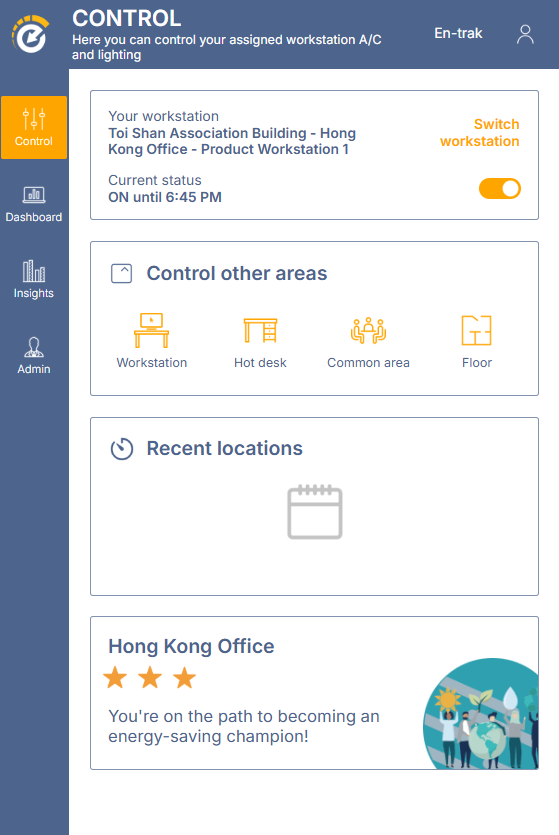 CONTROL
Here you can control your assigned workstation A/C
and lighting
En-trak
Control
Dashboard
Insights
Admin
Your workstation
Toi Shan Association Building - Hong
Kong Office - Product Workstation 1
Switch
workstation
Current status
ON until 6:45 PM
Control other areas
Workstation
Hot desk
Common area
Floor
Recent locations
Hong Kong Office
You're on the path to becoming an
energy-saving champion!